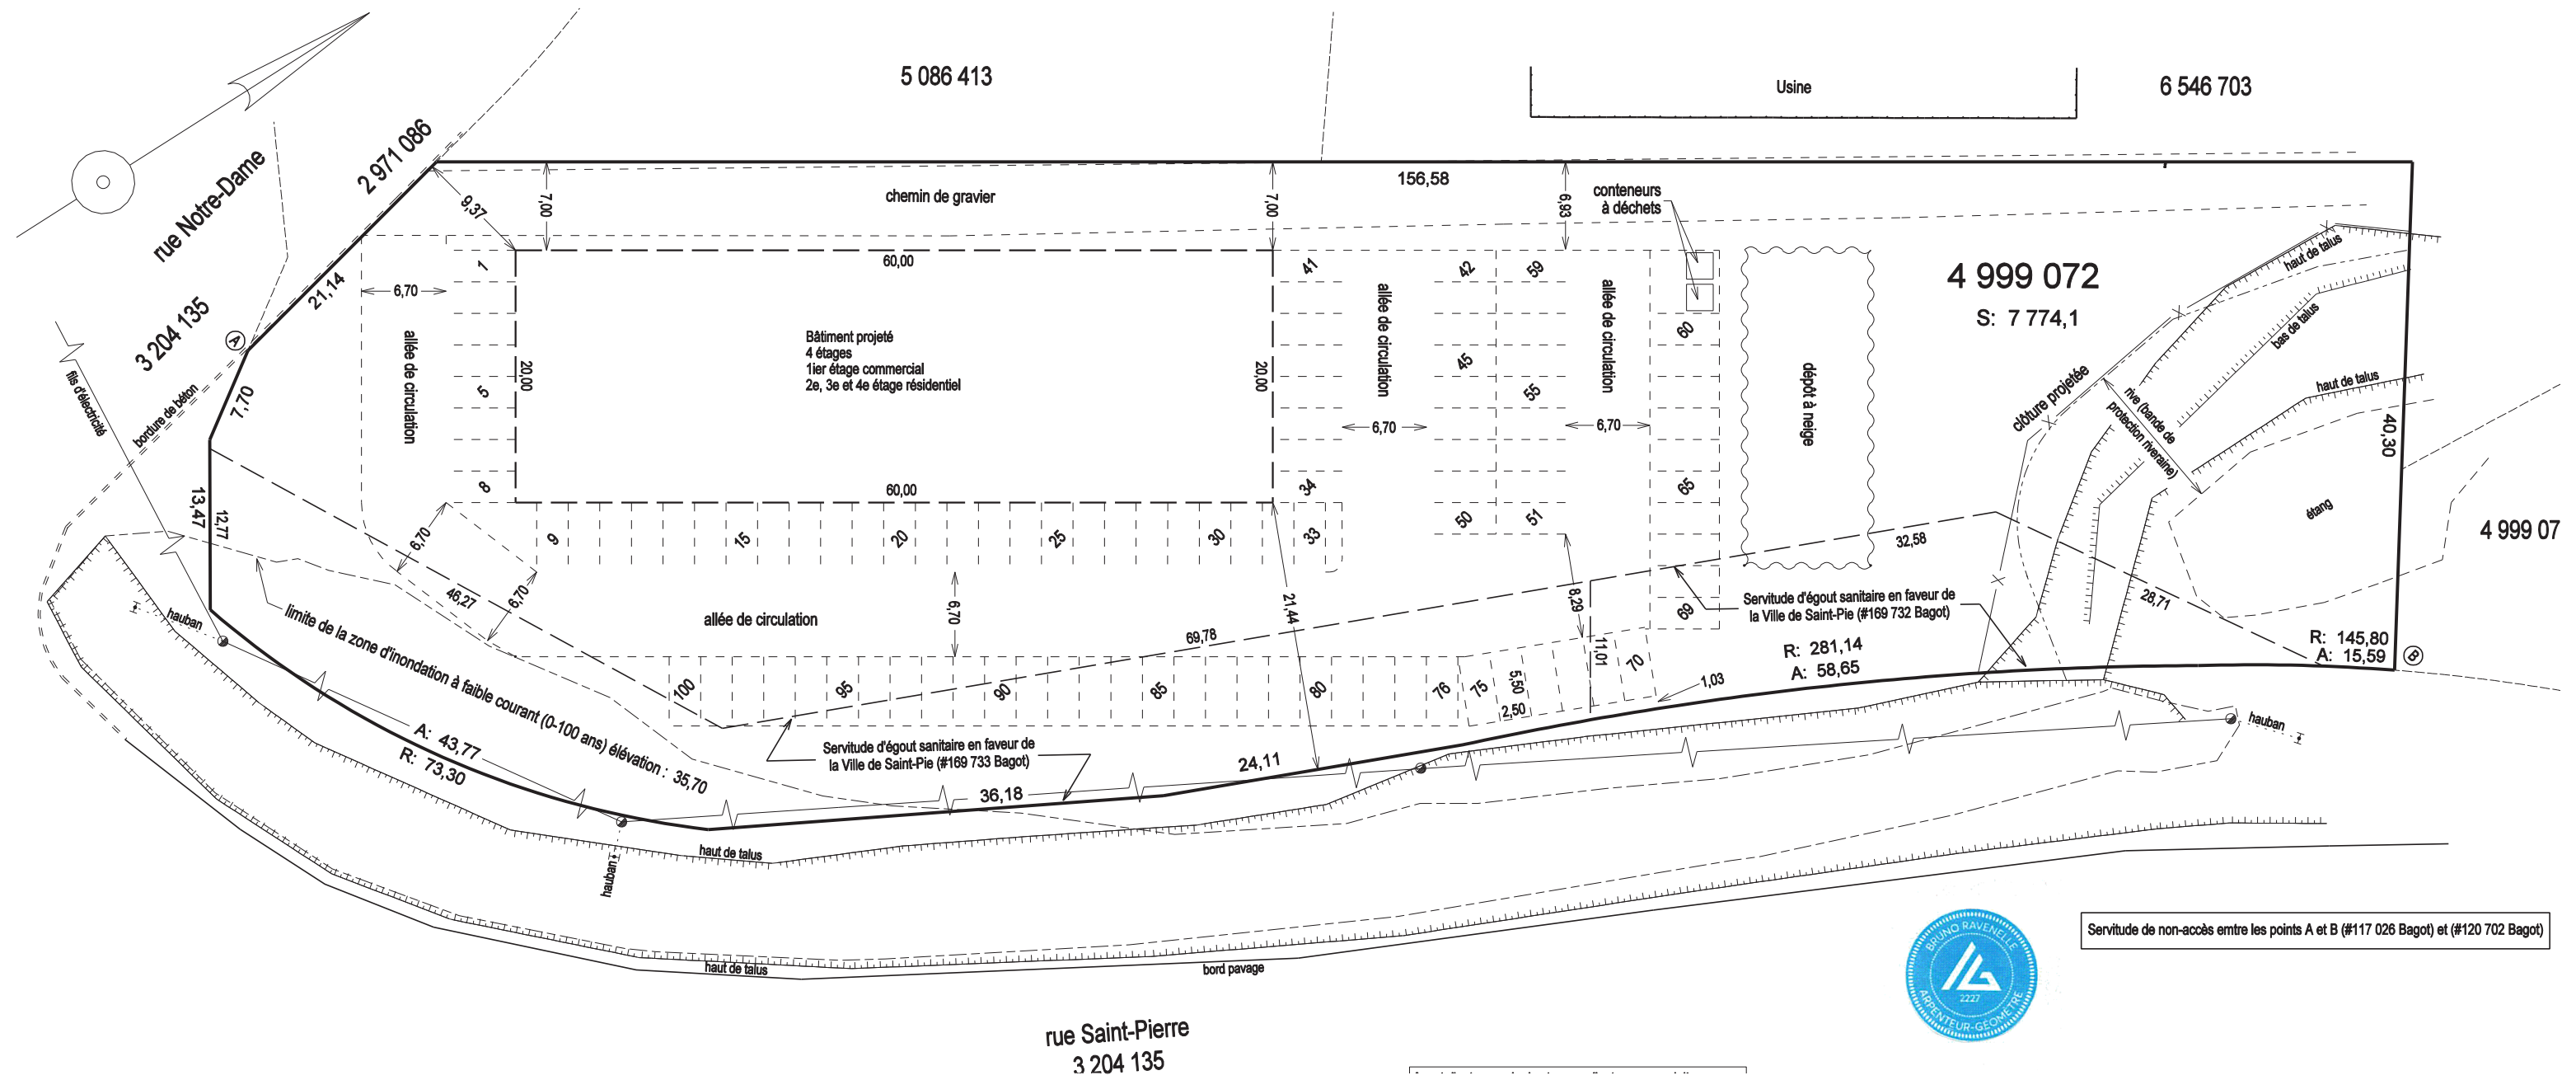 5 086 413
Usine
6 546 703
2 971 086
rue Notre-Dame
3 204 135
chemin de gravier
156,58
conteneurs
à déchets
9,37
7,00
7,00
6,93
21,14
A
7,70
13,47
12,77
fils d'électricité
bordure de béton
6,70
allée de circulation
1
5
8
60,00
20,00
Bâtiment projeté
4 étages
1ier étage commercial
2e, 3e et 4e étage résidentiel
20,00
60,00
41
34
allée de circulation
6,70
42
45
50
59
55
51
allée de circulation
6,70
60
65
69
dépôt à neige
4 999 072
S: 7 774,1
haut de talus
bas de talus
haut de talus
clôture projetée
rive (bande de
protection riveraine)
40,30
étang
4 999 07
9
15
20
25
30
33
6,70
6,70
46,27
allée de circulation
6,70
21,44
69,78
8,29
11,01
32,58
28,71
Servitude d'égout sanitaire en faveur de
la Ville de Saint-Pie (#169 732 Bagot)
R: 281,14
A: 58,65
R: 145,80
A: 15,59
B
hauban
limite de la zone d'inondation à faible courant (0-100 ans) élévation : 35,70
100
95
90
85
80
76
75
5,50
2,50
70
1,03
A: 43,77
R: 73,30
Servitude d'égout sanitaire en faveur de
la Ville de Saint-Pie (#169 733 Bagot)
36,18
24,11
hauban
haut de talus
hauban
haut de talus
bord pavage
rue Saint-Pierre
3 204 135
BRUNO RAVENELLE
2227
ARPENTEUR-GÉOMÈTRE
Servitude de non-accès emtre les points A et B (#117 026 Bagot) et (#120 702 Bagot)